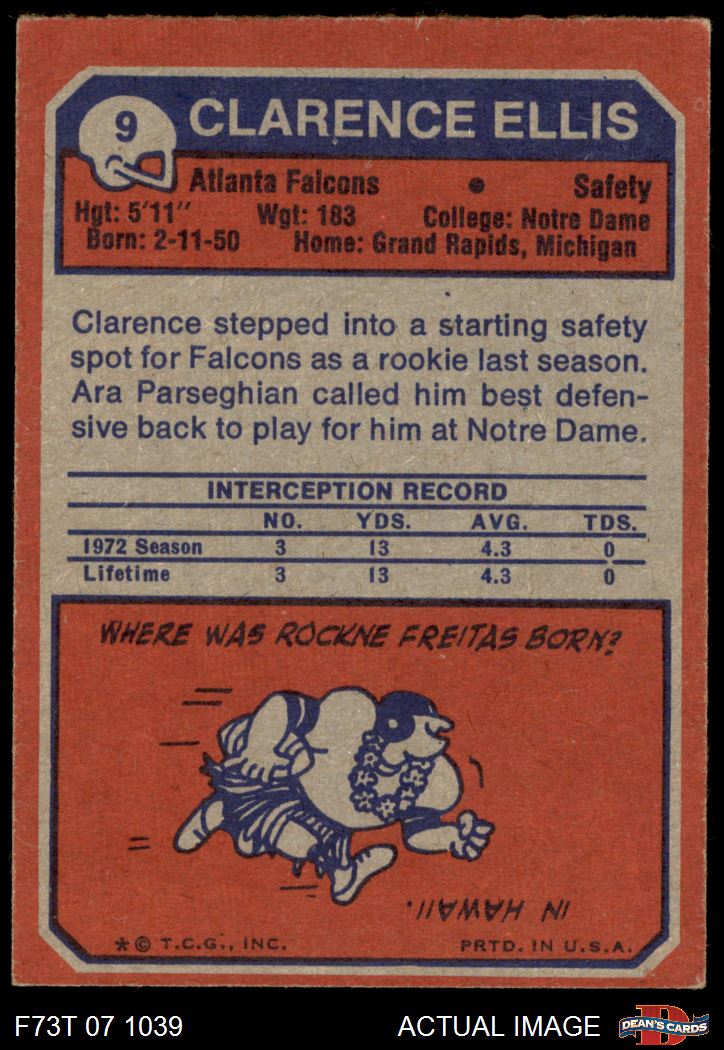 9
CLARENCE ELLIS
Atlanta Falcons • Safety
Hgt: 5'11" Wgt: 183 College: Notre Dame
Born: 2-11-50 Home: Grand Rapids, Michigan
Clarence stepped into a starting safety
spot for Falcons as a rookie last season.
Ara Parseghian called him best defen-
sive back to play for him at Notre Dame.
INTERCEPTION RECORD
NO. YDS. AVG. TDS.
1972 Season 3 13 4.3 0
Lifetime 3 13 4.3 0
WHERE WAS ROCKNE FREITAS BORN?
IN HAWAII.
* © T.C.G., INC. PRTD. IN U.S.A.
F73T 07 1039 ACTUAL IMAGE
D
DEAN'S CARDS